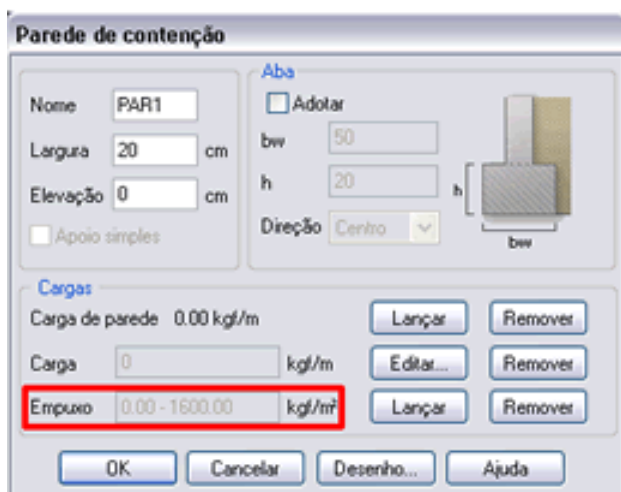 Parede de contenção
Nome PAR1
Largura 20 cm
Elevação 0 cm
Apoio simples
Aba
Adotar
bw 50
h 20
Direção Centro
h
bw
Cargas
Carga de parede 0.00 kgf/m Lançar Remover
Carga 0 kgf/m Editar... Remover
Empuxo 0.00 - 1600.00 kgf/m² Lançar Remover
OK Cancelar Desenho... Ajuda